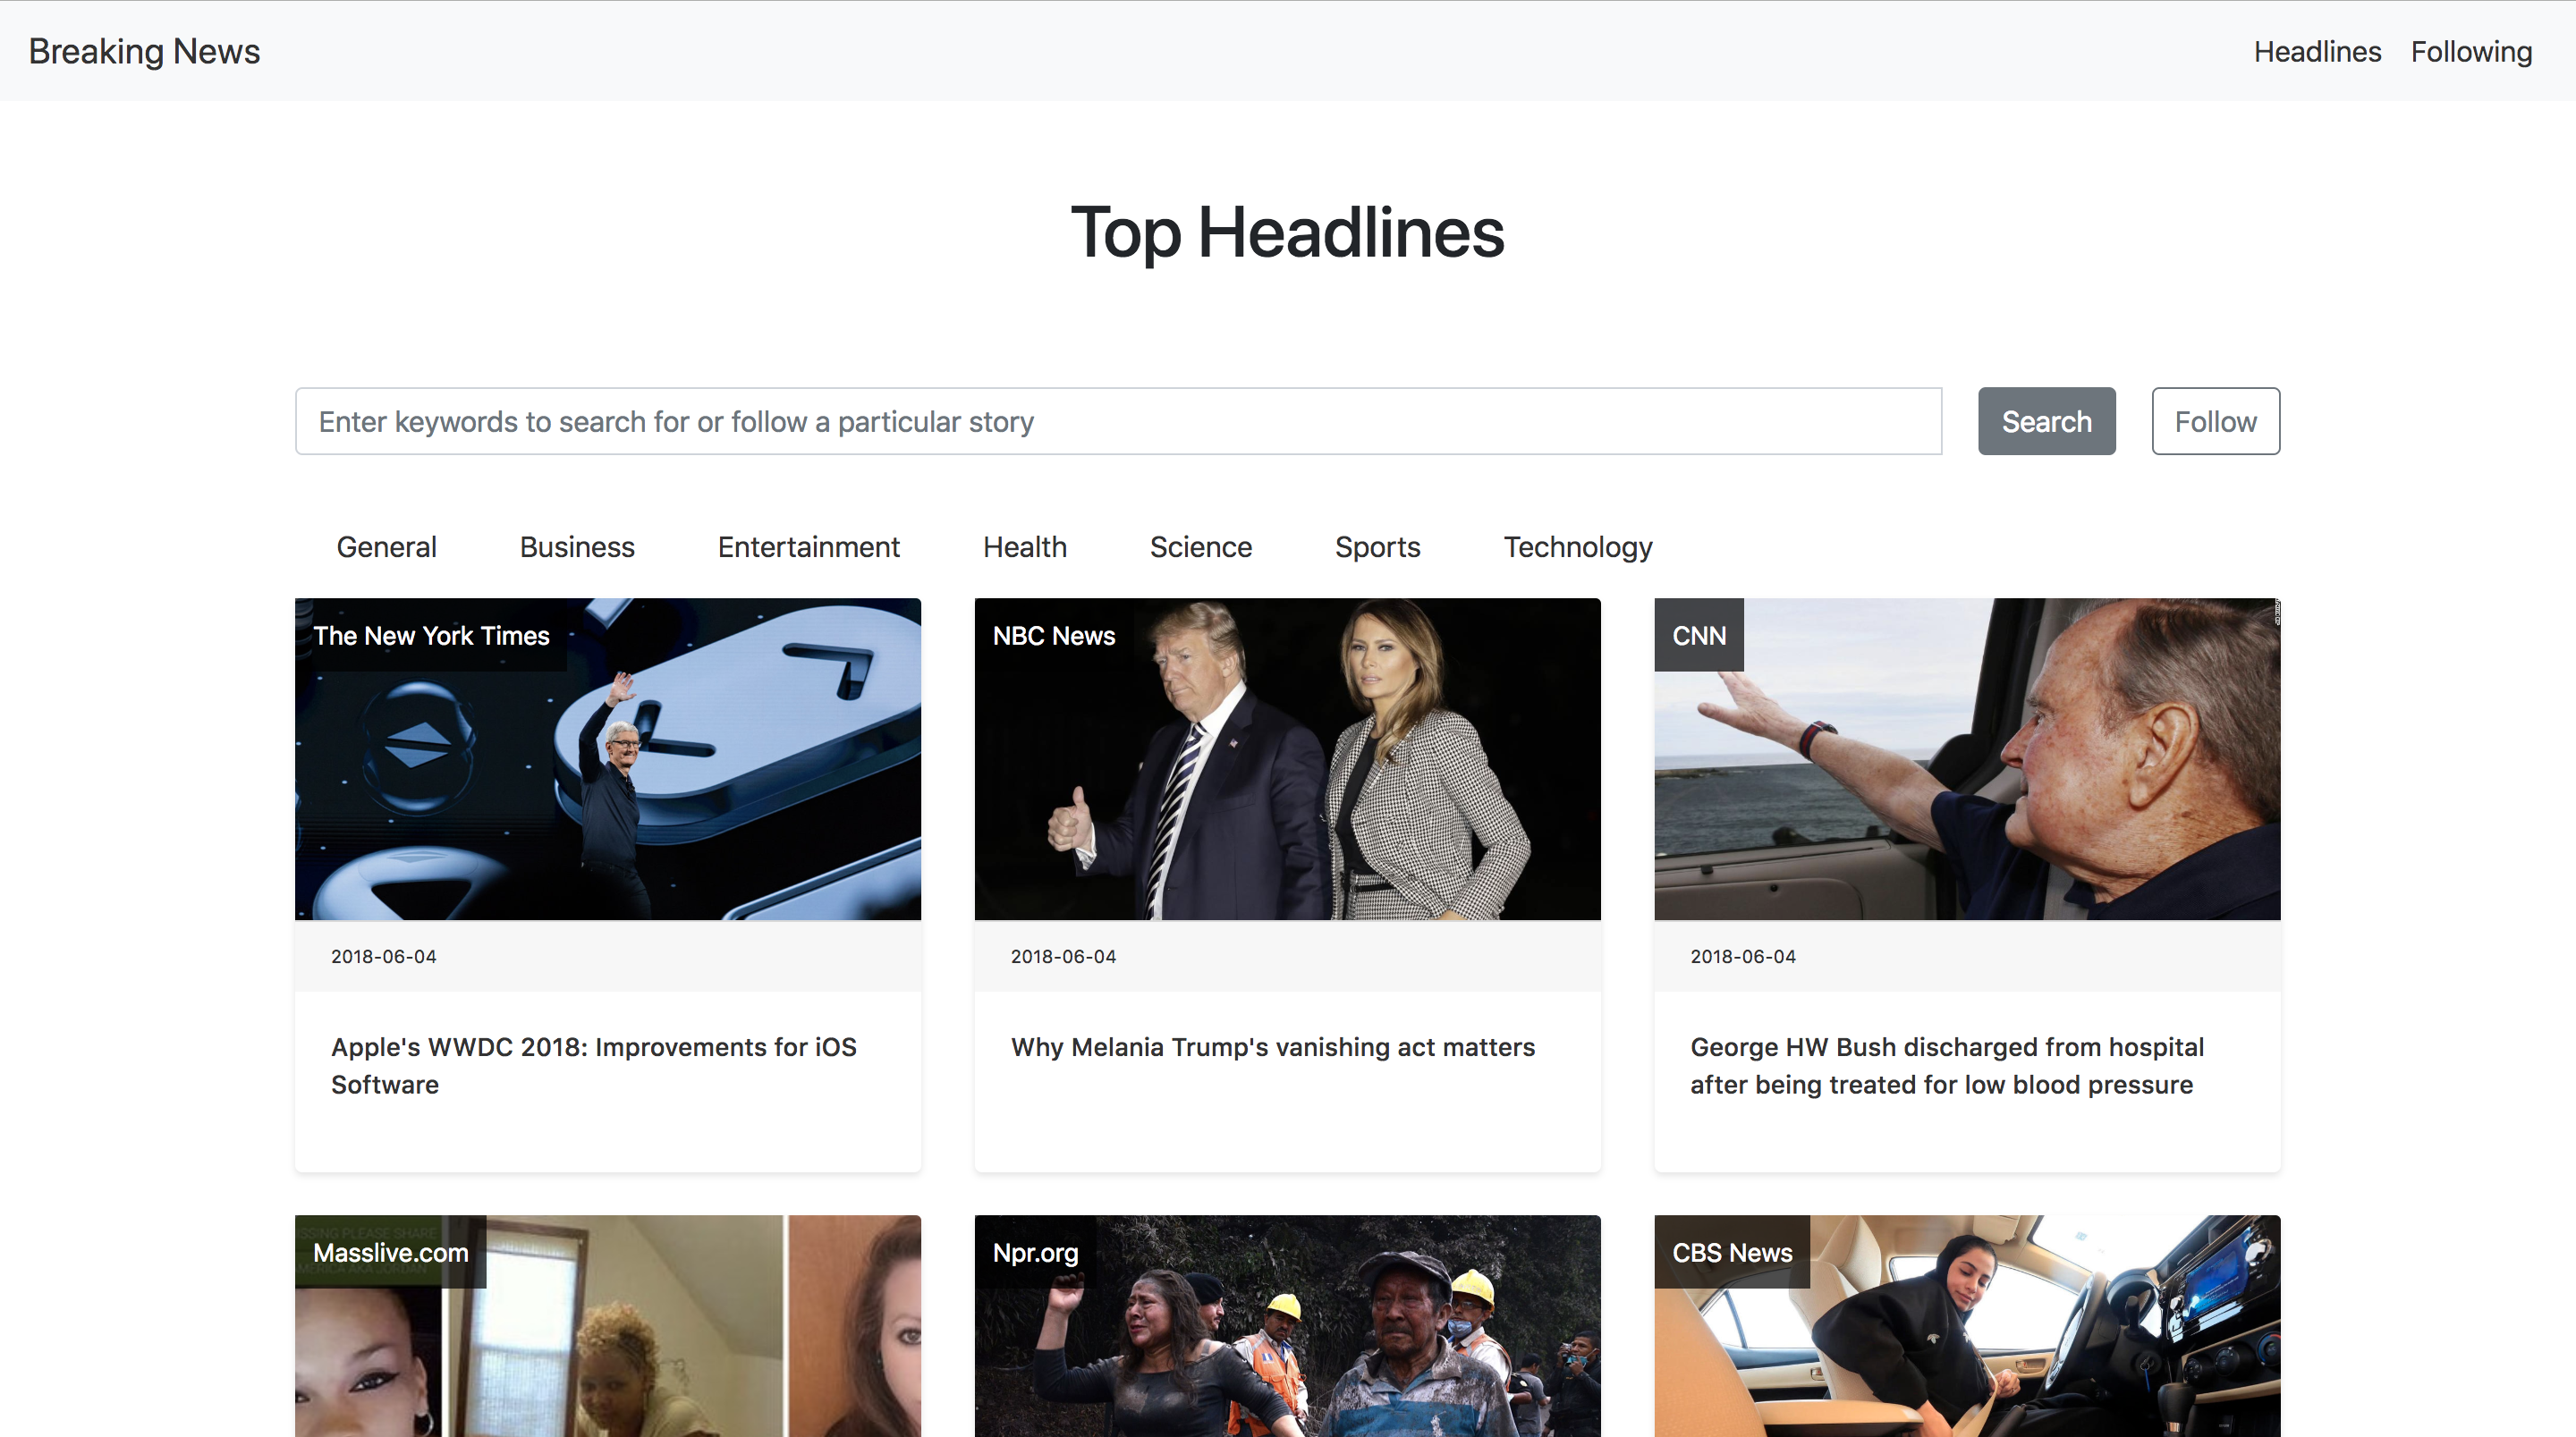 Breaking News
Headlines
Following
Top Headlines
Enter keywords to search for or follow a particular story
Search
Follow
General
Business
Entertainment
Health
Science
Sports
Technology
The New York Times
2018-06-04
Apple's WWDC 2018: Improvements for iOS
Software
NBC News
2018-06-04
Why Melania Trump's vanishing act matters
CNN
2018-06-04
George HW Bush discharged from hospital
after being treated for low blood pressure
Masslive.com
Npr.org
CBS News